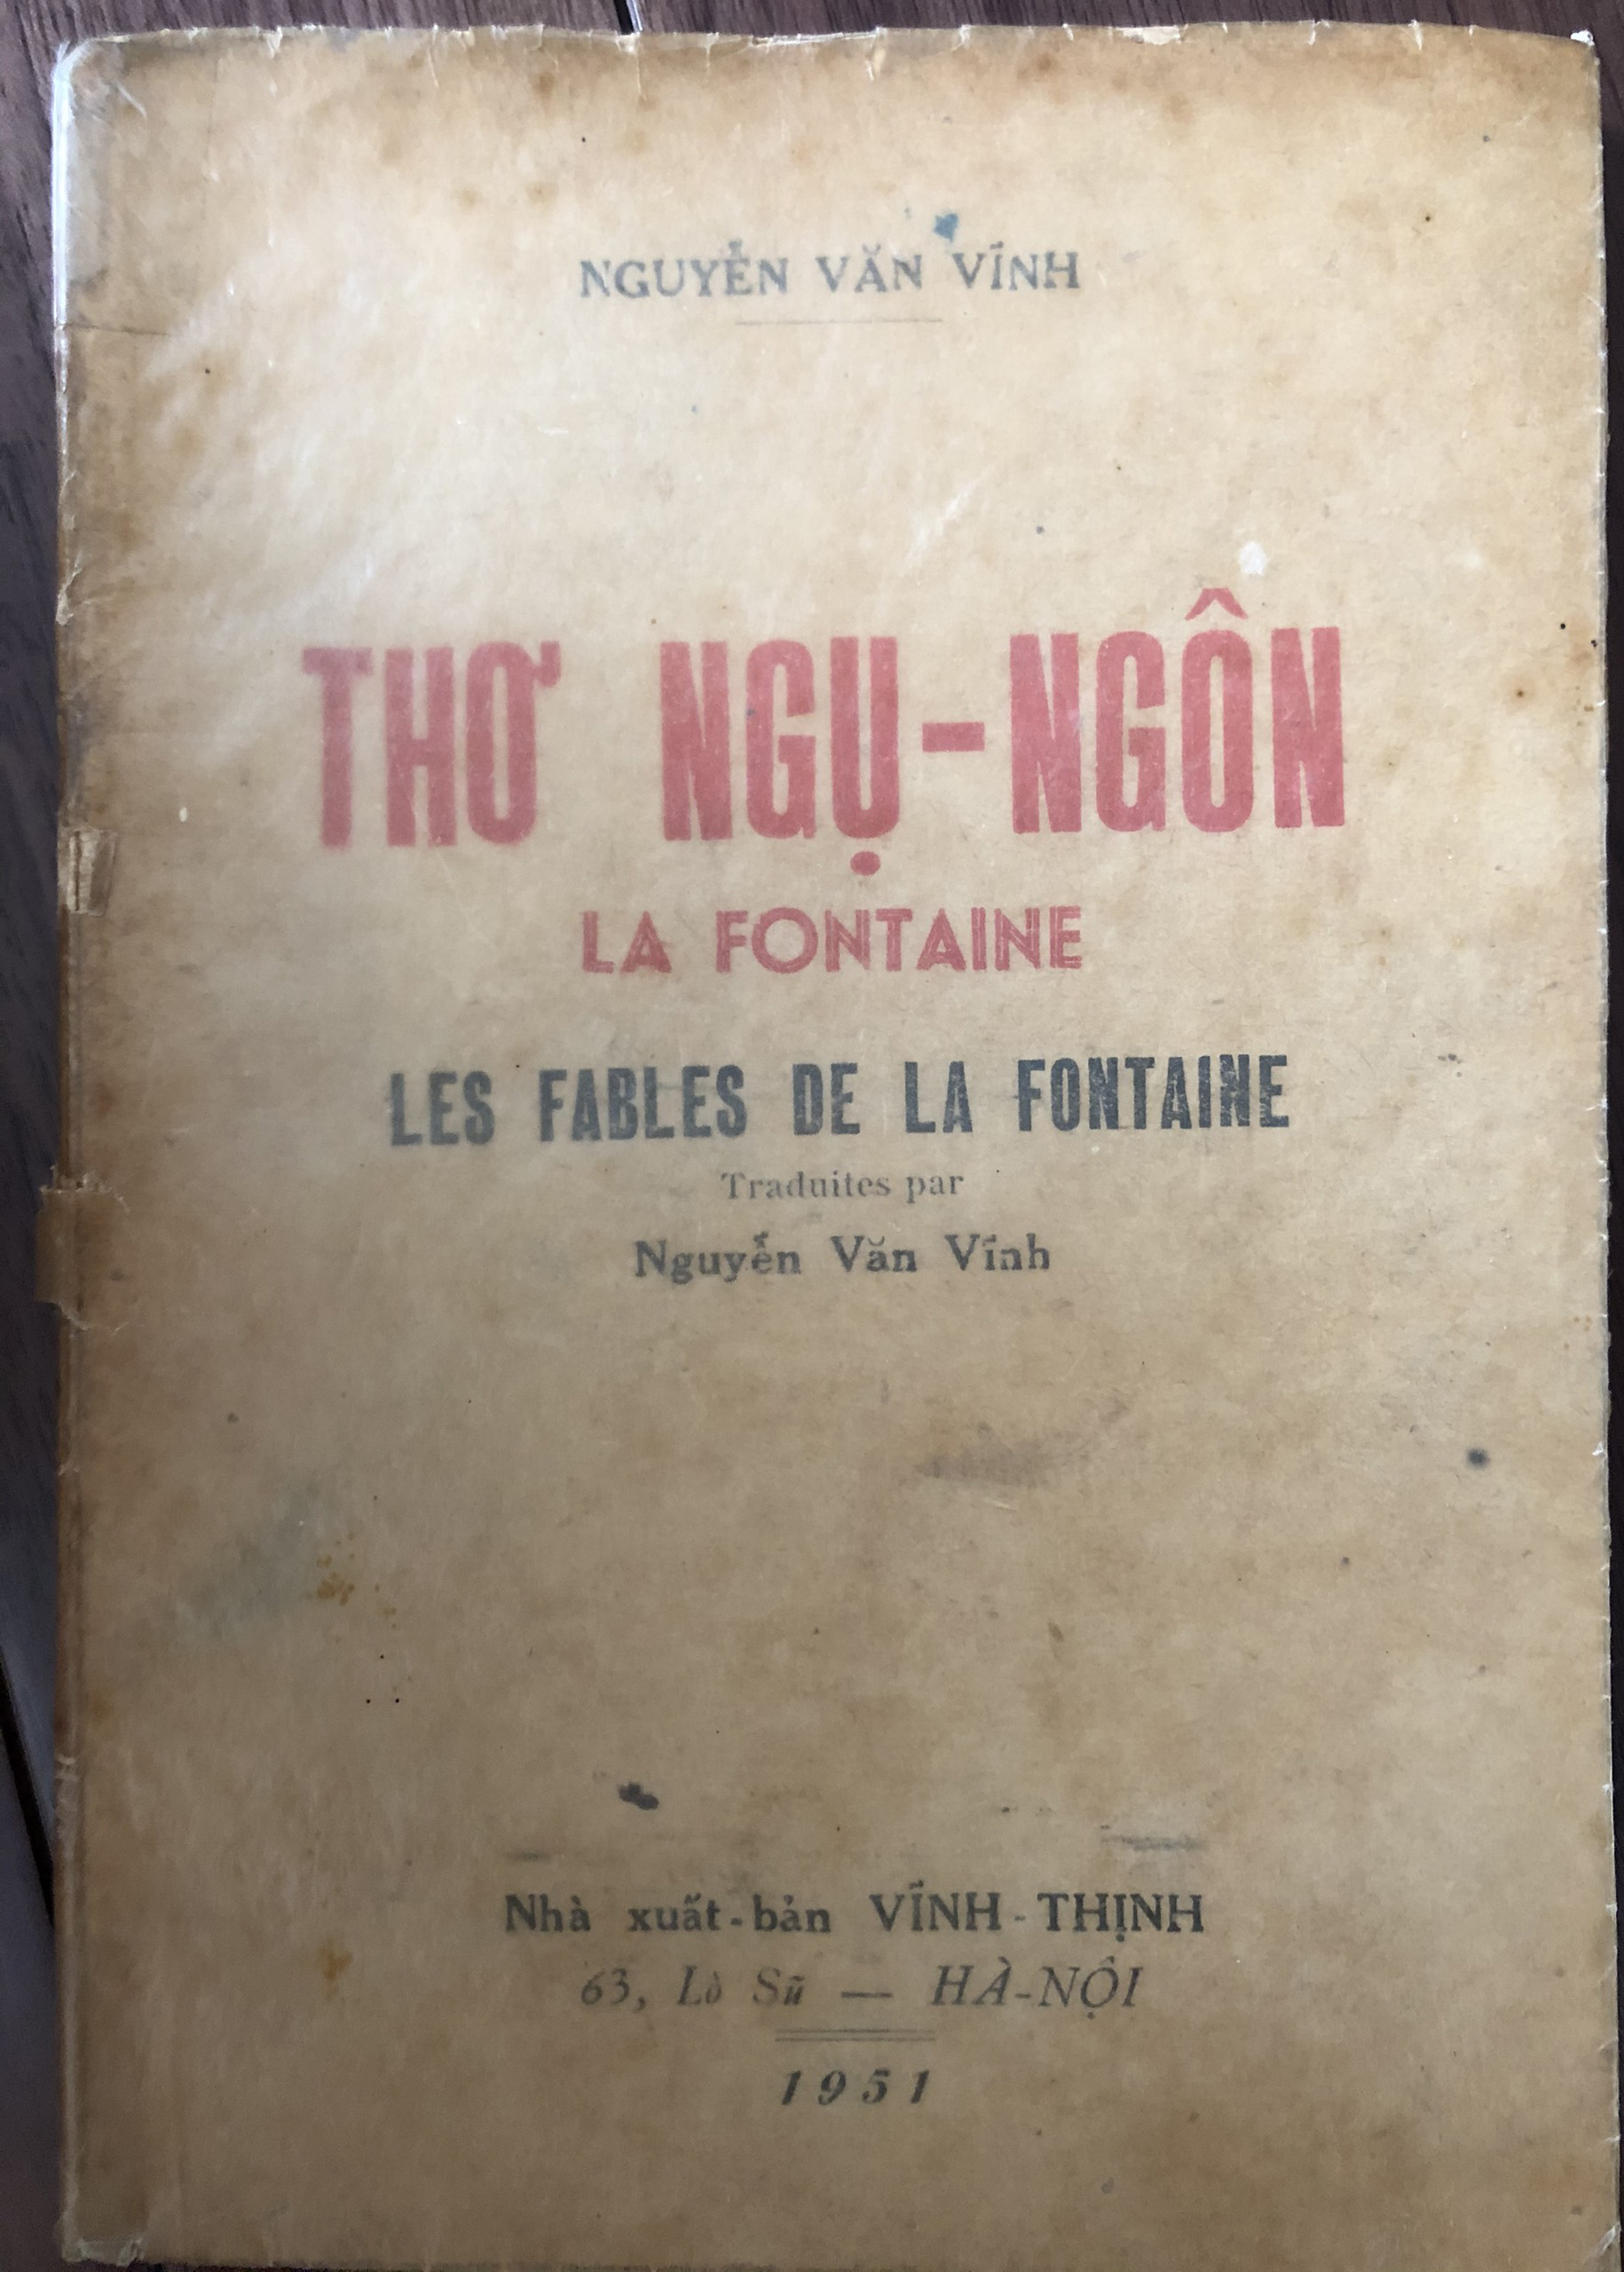 NGUYỄN VĂN VĨNH
THƠ NGỤ-NGÔN
LA FONTAINE
LES FABLES DE LA FONTAINE
Traduites par
Nguyễn Văn Vĩnh
Nhà xuất-bản VĨNH-THỊNH
63, Lò Sũ — HÀ-NỘI
1951